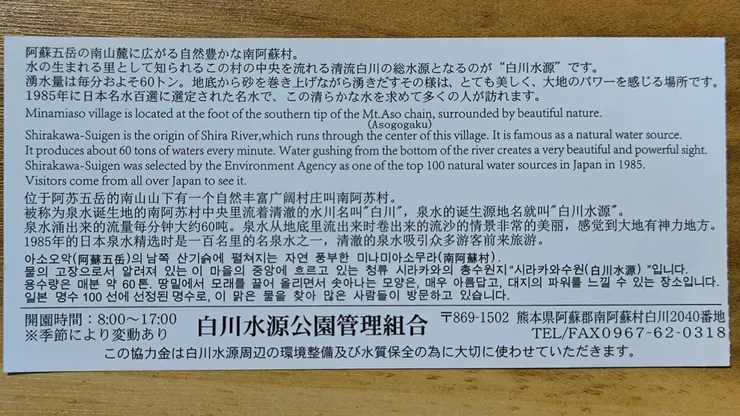 阿蘇五岳の南山麓に広がる自然豊かな南阿蘇村。
水の生まれる里として知られるこの村の中央を流れる清流白川の総水源となるのが“白川水源”です。
湧水量は毎分およそ60トン。地底から砂を巻き上げながら湧きだすその様は、とても美しく、大地のパワーを感じる場所です。
1985年に日本名水百選に選定された名水で、この清らかな水を求めて多くの人が訪れます。
Minamiaso village is located at the foot of the southern tip of the Mt.Aso chain, surrounded by beautiful nature.
(Asogogaku)
Shirakawa-Suigen is the origin of Shira River,which runs through the center of this village. It is famous as a natural water source.
It produces about 60 tons of waters every minute. Water gushing from the bottom of the river creates a very beautiful and powerful sight.
Shirakawa-Suigen was selected by the Environment Agency as one of the top 100 natural water sources in Japan in 1985.
Visitors come from all over Japan to see it.
位于阿苏五岳的南山山下有一个自然丰富广阔村庄叫南阿苏村。
被称为泉水诞生地的南阿苏村中央里流着清澈的水川名叫"白川", 泉水的诞生源地名就叫"白川水源"。
泉水涌出来的流量每分钟大约60吨。泉水从地底里流出来时卷出来的流沙的情景非常的美丽, 感觉到大地有神力地方。
1985年的日本泉水精选时是一百名里的名泉水之一, 清澈的泉水吸引众多游客前来旅游。
아소오악(阿蘇五岳)의 남쪽 산기슭에 펼쳐지는 자연 풍부한 미나미아소무라(南阿蘇村).
물의 고장으로서 알려져 있는 이 마을의 중앙에 흐르고 있는 청류 시라카와의 총수원지"시라카와수원(白川水源)"입니다.
용수량은 매분 약 60톤, 땅밑에서 모래를 끌어 올리면서 솟아나는 모양은, 매우 아름답고, 대지의 파워를 느낄 수 있는 장소입니다.
일본 명수 100 선에 선정된 명수로, 이 맑은 물을 찾아 많은 사람들이 방문하고 있습니다.
開園時間:8:00〜17:00
※季節により変動あり
白川水源公園管理組合
〒869-1502 熊本県阿蘇郡南阿蘇村白川2040番地
TEL/FAX0967-62-0318
この協力金は白川水源周辺の環境整備及び水質保全の為に大切に使わせていただきます。